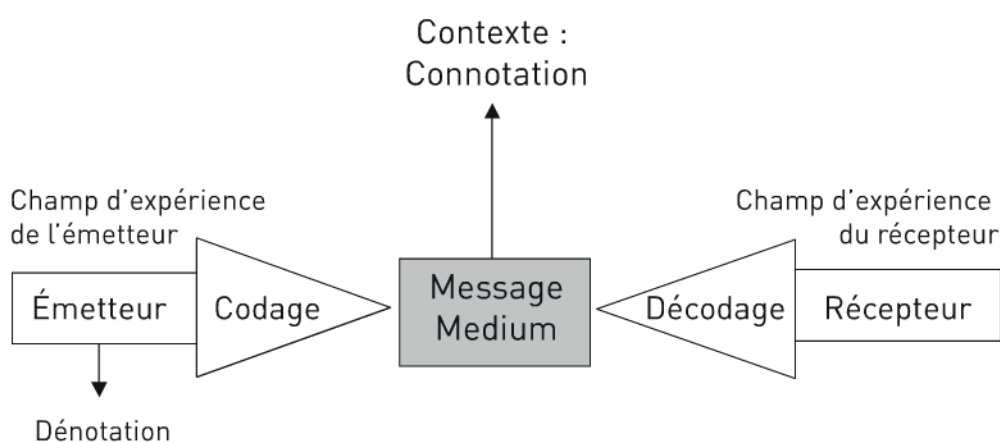 Contexte :
Connotation
Champ d'expérience
de l'émetteur
Champ d'expérience
du récepteur
Émetteur
Codage
Message
Medium
Décodage
Récepteur
Dénotation